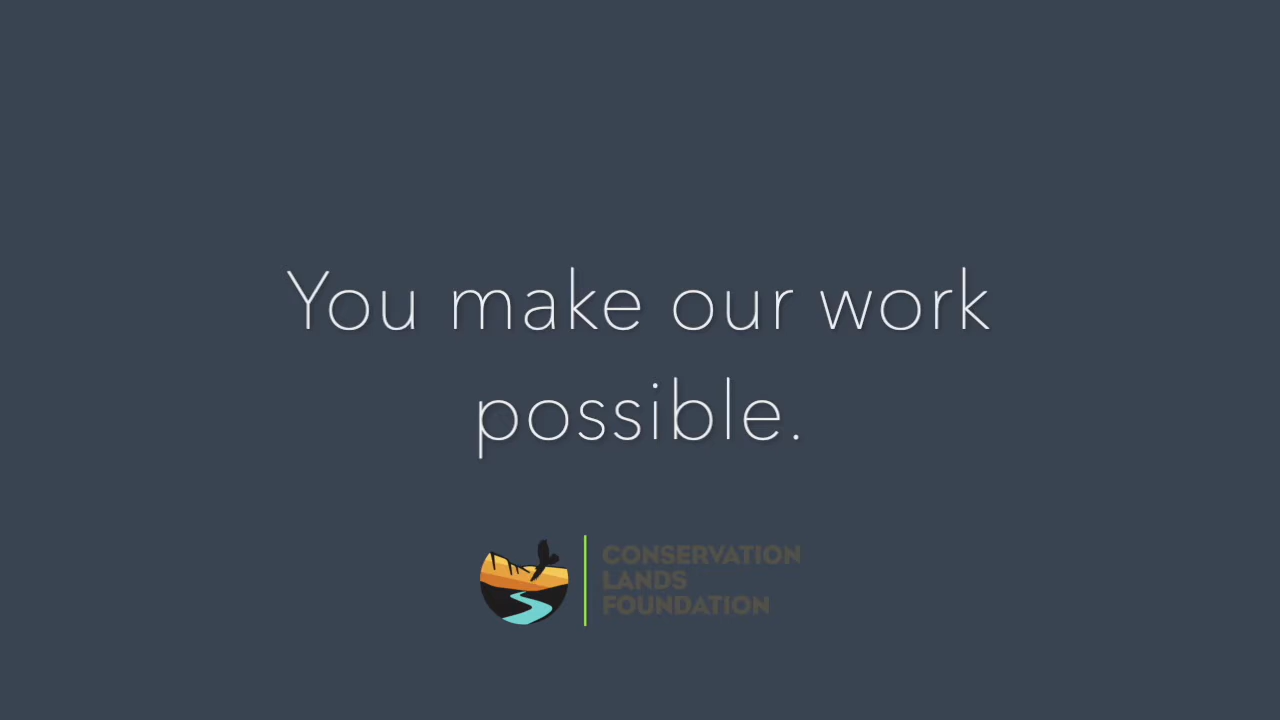 You make our work
possible.
CONSERVATION
LANDS
FOUNDATION